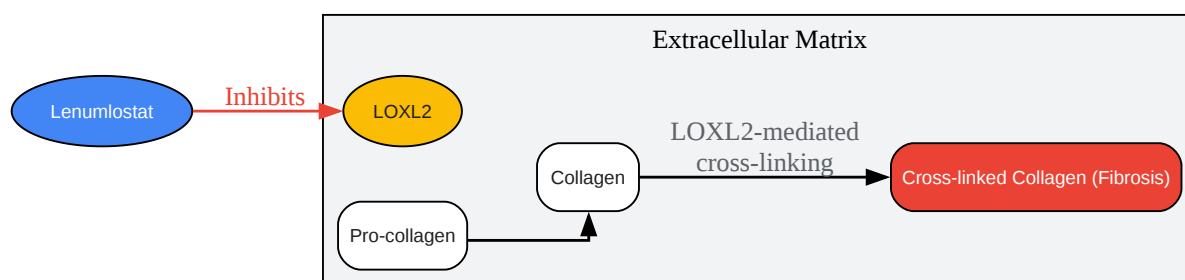 Extracellular Matrix
Lenumlostat
Inhibits
LOXL2
LOXL2-mediated
cross-linking
Collagen
Cross-linked Collagen (Fibrosis)
Pro-collagen